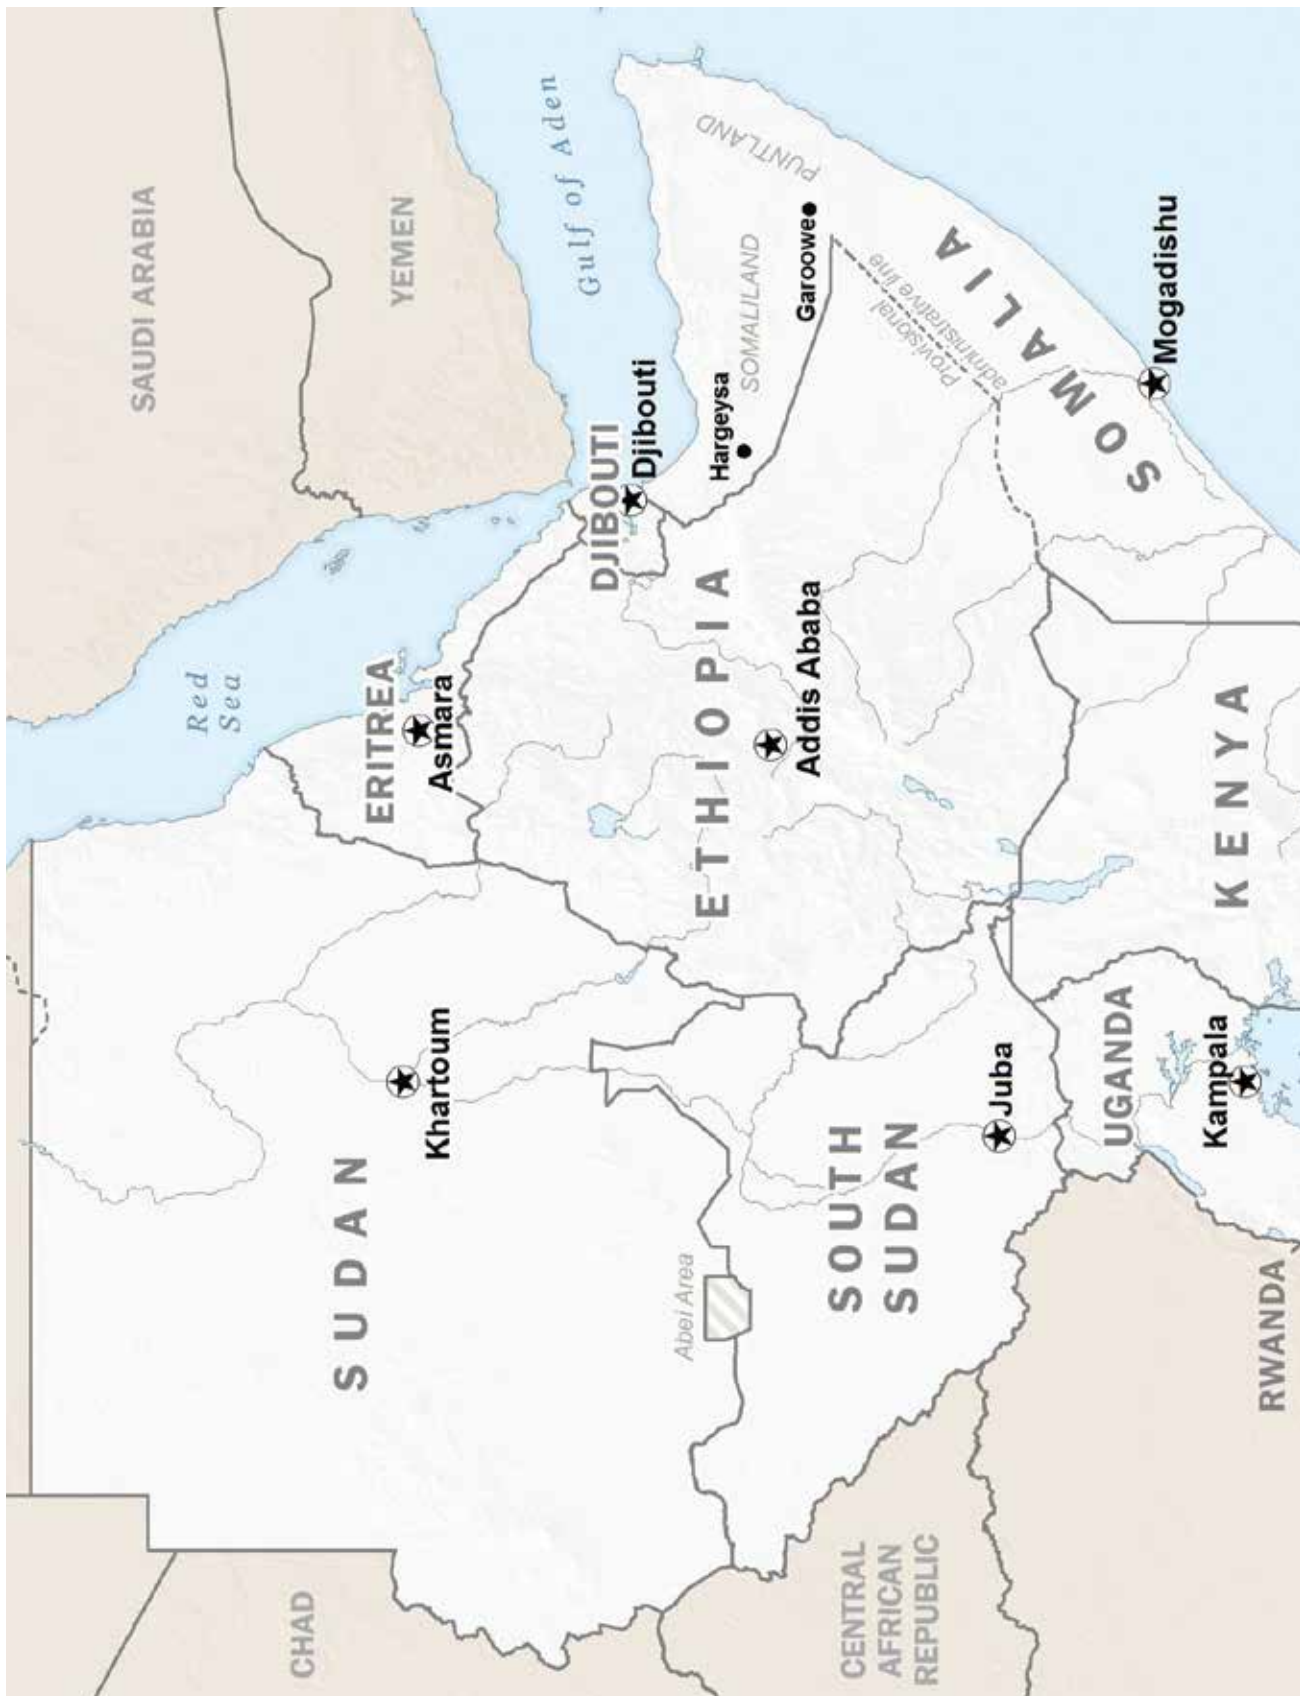 SAUDI ARABIA
YEMEN
Red
Sea
Gulf of Aden
CHAD
SUDAN
Khartoum
ERITREA
Asmara
DJIBOUTI
Djibouti
ETHIOPIA
Addis Ababa
Hargeysa
SOMALILAND
PUNTLAND
Garoowe
Provisional
administrative line
SOMALIA
Mogadishu
Abei Area
SOUTH
SUDAN
Juba
CENTRAL
AFRICAN
REPUBLIC
UGANDA
Kampala
KENYA
RWANDA